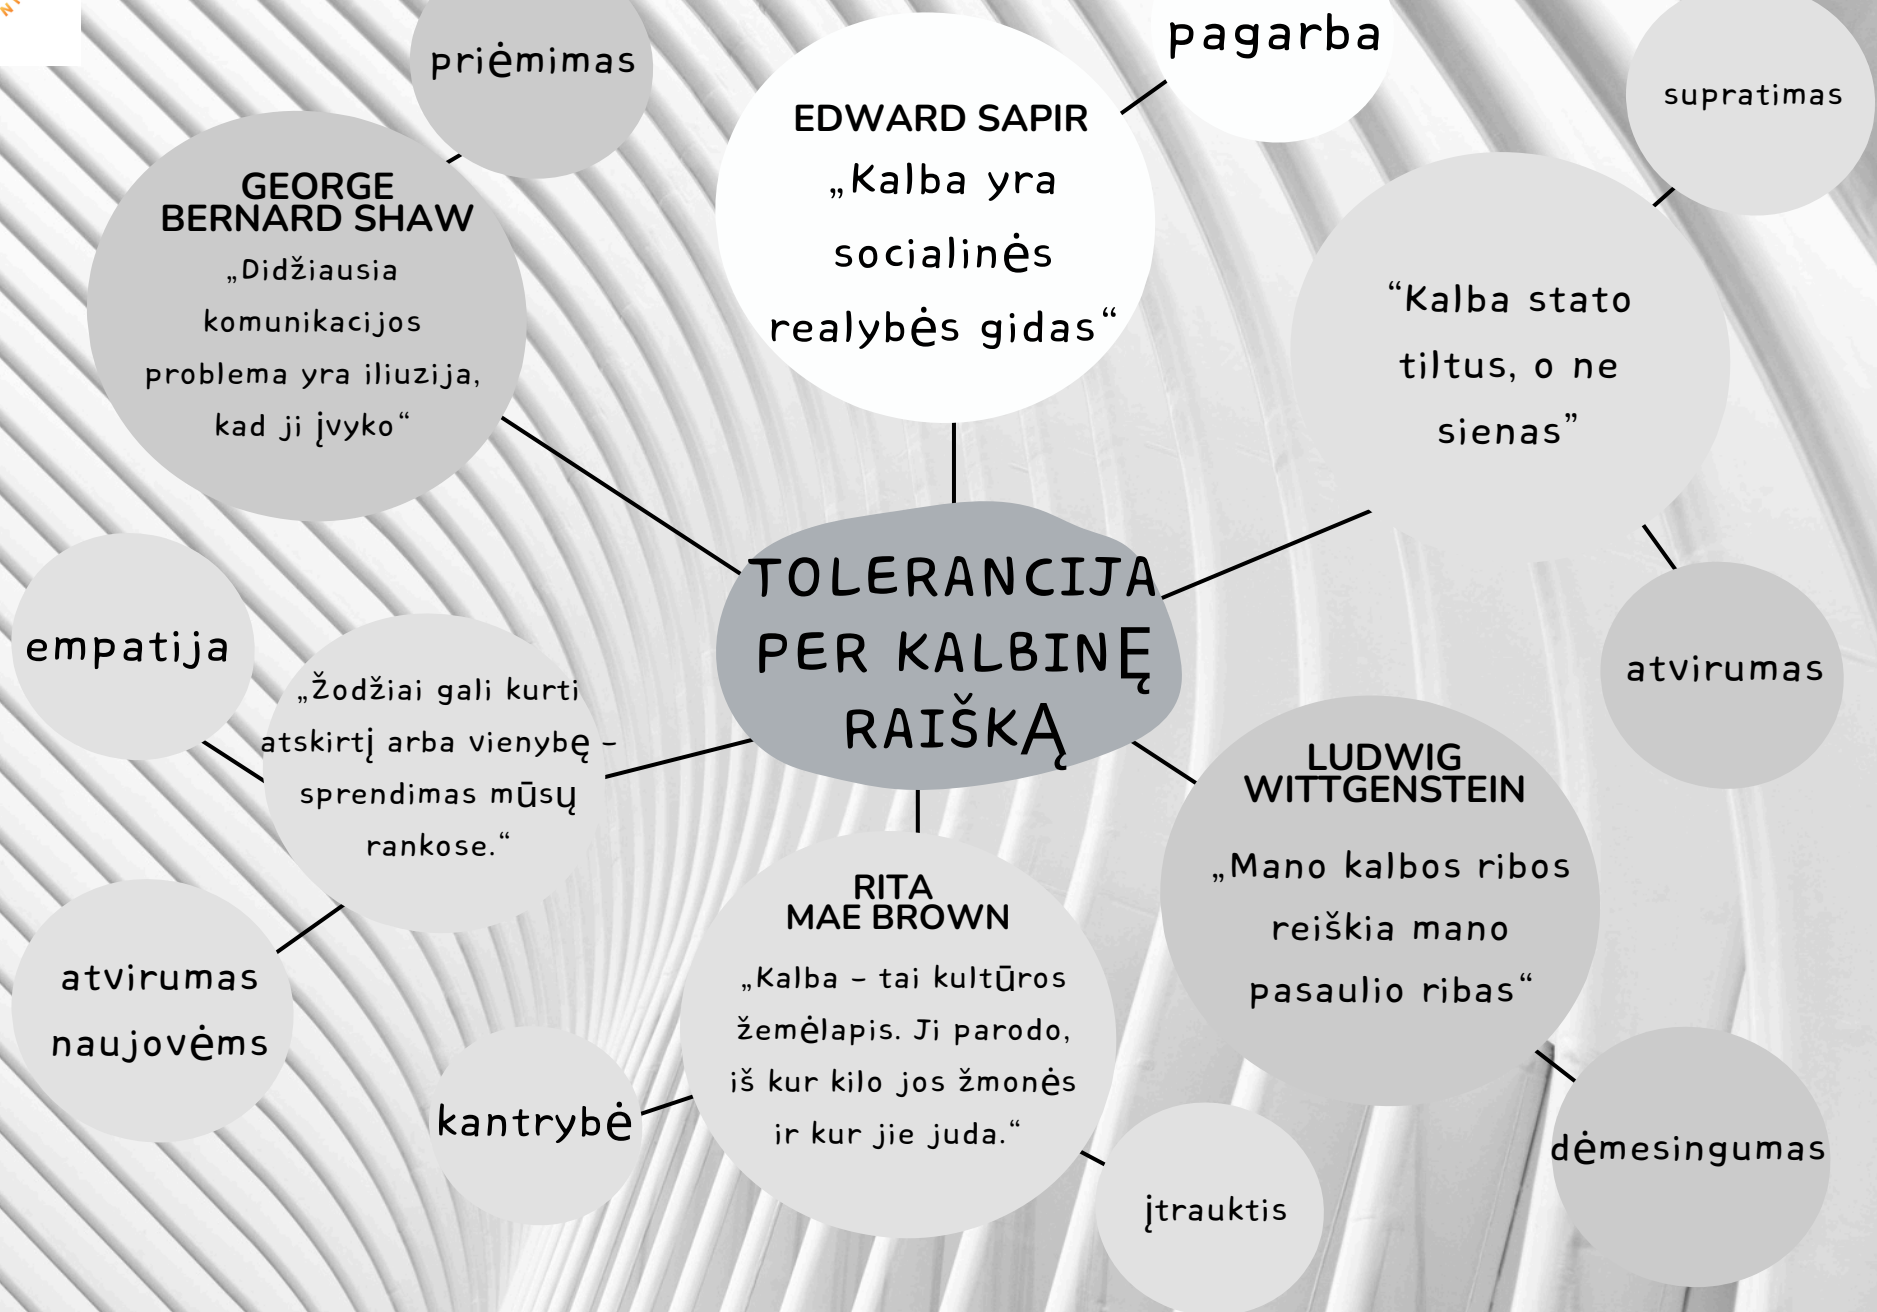 priėmimas
GEORGE
BERNARD SHAW
„Didžiausia
komunikacijos
problema yra iliuzija,
kad ji įvyko“
EDWARD SAPIR
„Kalba yra
socialinės
realybės gidas“
pagarba
supratimas
“Kalba stato
tiltus, o ne
sienas”
TOLERANCIJA
PER KALBINĘ
RAIŠKĄ
empatija
„Žodžiai gali kurti
atskirtį arba vienybę –
sprendimas mūsų
rankose.“
atvirumas
naujovėms
atvirumas
LUDWIG
WITTGENSTEIN
„Mano kalbos ribos
reiškia mano
pasaulio ribas“
RITA
MAE BROWN
„Kalba – tai kultūros
žemėlapis. Ji parodo,
iš kur kilo jos žmonės
ir kur jie juda.“
kantrybė
įtrauktis
dėmesingumas